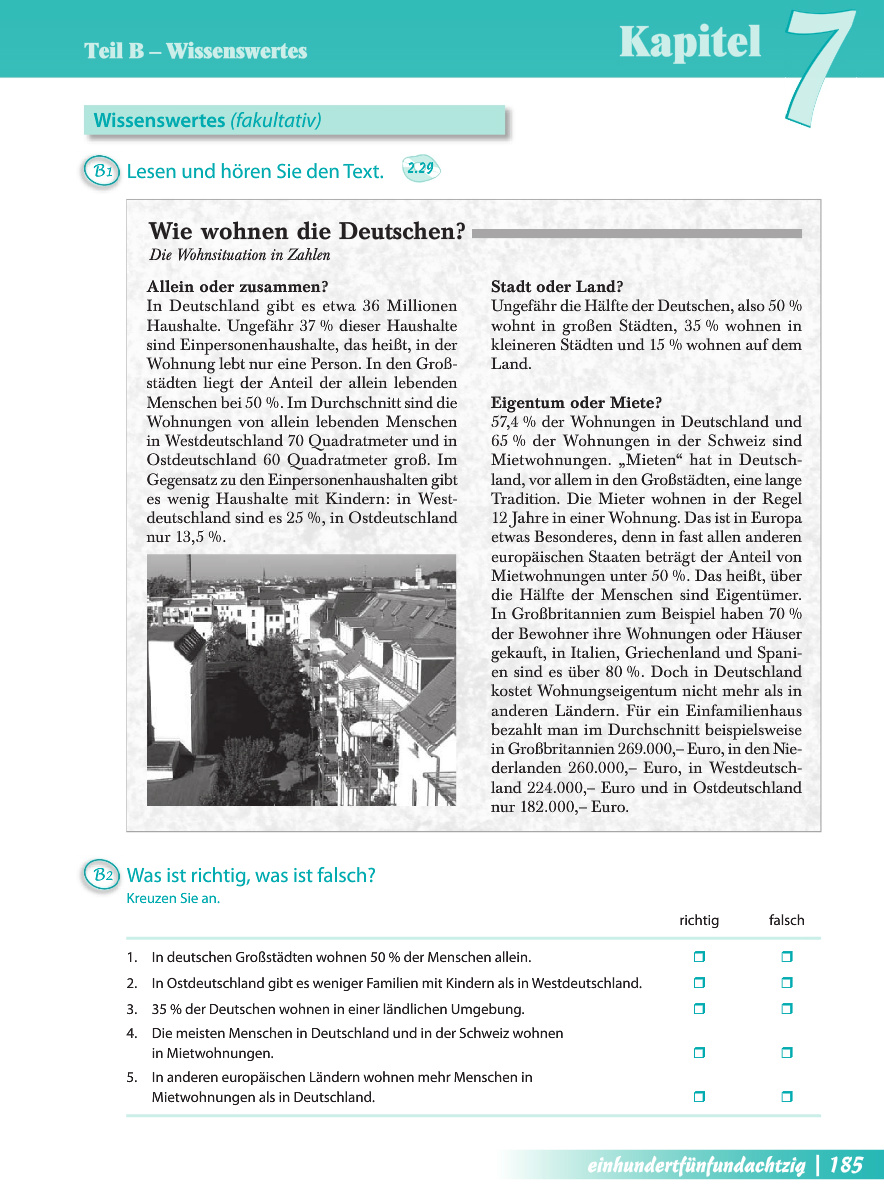 Teil B – Wissenswertes
Kapitel 7
Wissenswertes (fakultativ)
B1 Lesen und hören Sie den Text. 2.29
Wie wohnen die Deutschen?
Die Wohnsituation in Zahlen
Allein oder zusammen?
In Deutschland gibt es etwa 36 Millionen
Haushalte. Ungefähr 37 % dieser Haushalte
sind Einpersonenhaushalte, das heißt, in der
Wohnung lebt nur eine Person. In den Groß-
städten liegt der Anteil der allein lebenden
Menschen bei 50 %. Im Durchschnitt sind die
Wohnungen von allein lebenden Menschen
in Westdeutschland 70 Quadratmeter und in
Ostdeutschland 60 Quadratmeter groß. Im
Gegensatz zu den Einpersonenhaushalten gibt
es wenig Haushalte mit Kindern: in West-
deutschland sind es 25 %, in Ostdeutschland
nur 13,5 %.
Stadt oder Land?
Ungefähr die Hälfte der Deutschen, also 50 %
wohnt in großen Städten, 35 % wohnen in
kleineren Städten und 15 % wohnen auf dem
Land.
Eigentum oder Miete?
57,4 % der Wohnungen in Deutschland und
65 % der Wohnungen in der Schweiz sind
Mietwohnungen. „Mieten“ hat in Deutsch-
land, vor allem in den Großstädten, eine lange
Tradition. Die Mieter wohnen in der Regel
12 Jahre in einer Wohnung. Das ist in Europa
etwas Besonderes, denn in fast allen anderen
europäischen Staaten beträgt der Anteil von
Mietwohnungen unter 50 %. Das heißt, über
die Hälfte der Menschen sind Eigentümer.
In Großbritannien zum Beispiel haben 70 %
der Bewohner ihre Wohnungen oder Häuser
gekauft, in Italien, Griechenland und Spani-
en sind es über 80 %. Doch in Deutschland
kostet Wohnungseigentum nicht mehr als in
anderen Ländern. Für ein Einfamilienhaus
bezahlt man im Durchschnitt beispielsweise
in Großbritannien 269.000,– Euro, in den Nie-
derlanden 260.000,– Euro, in Westdeutsch-
land 224.000,– Euro und in Ostdeutschland
nur 182.000,– Euro.
B2 Was ist richtig, was ist falsch?
Kreuzen Sie an.
richtig falsch
1. In deutschen Großstädten wohnen 50 % der Menschen allein.
2. In Ostdeutschland gibt es weniger Familien mit Kindern als in Westdeutschland.
3. 35 % der Deutschen wohnen in einer ländlichen Umgebung.
4. Die meisten Menschen in Deutschland und in der Schweiz wohnen
in Mietwohnungen.
5. In anderen europäischen Ländern wohnen mehr Menschen in
Mietwohnungen als in Deutschland.
einhundertfünfundachtzig | 185